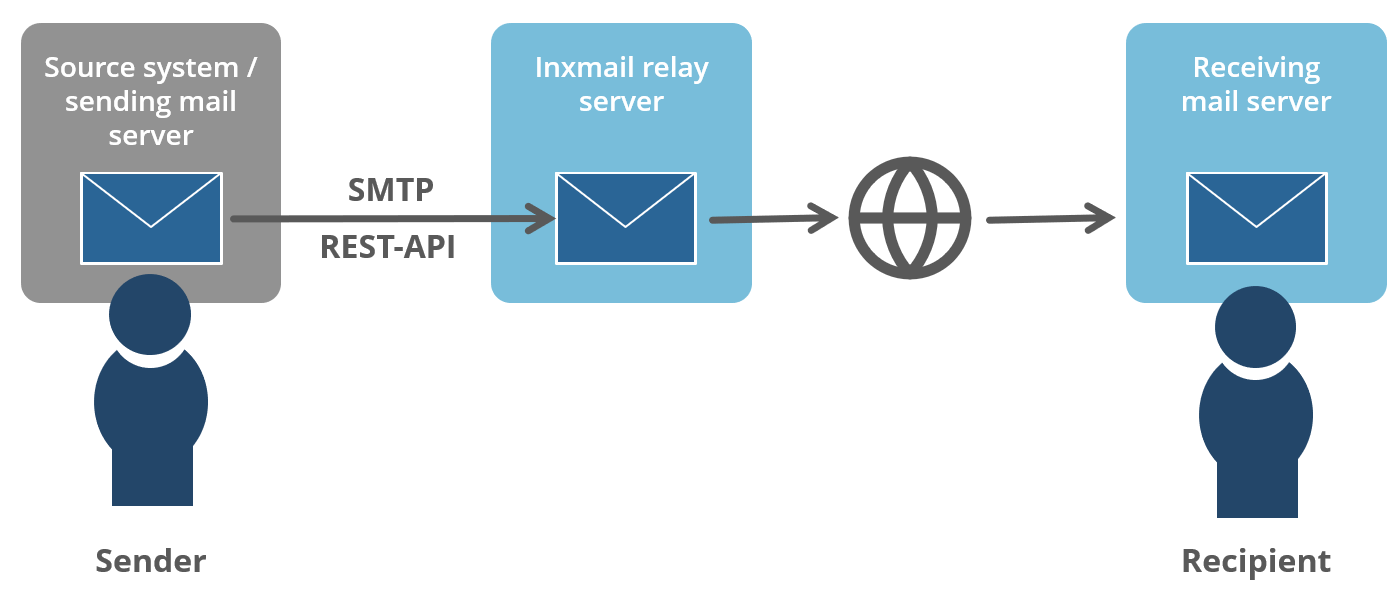 Source system /
sending mail
server
SMTP
REST-API
Inxmail relay
server
Receiving
mail server
Sender
Recipient